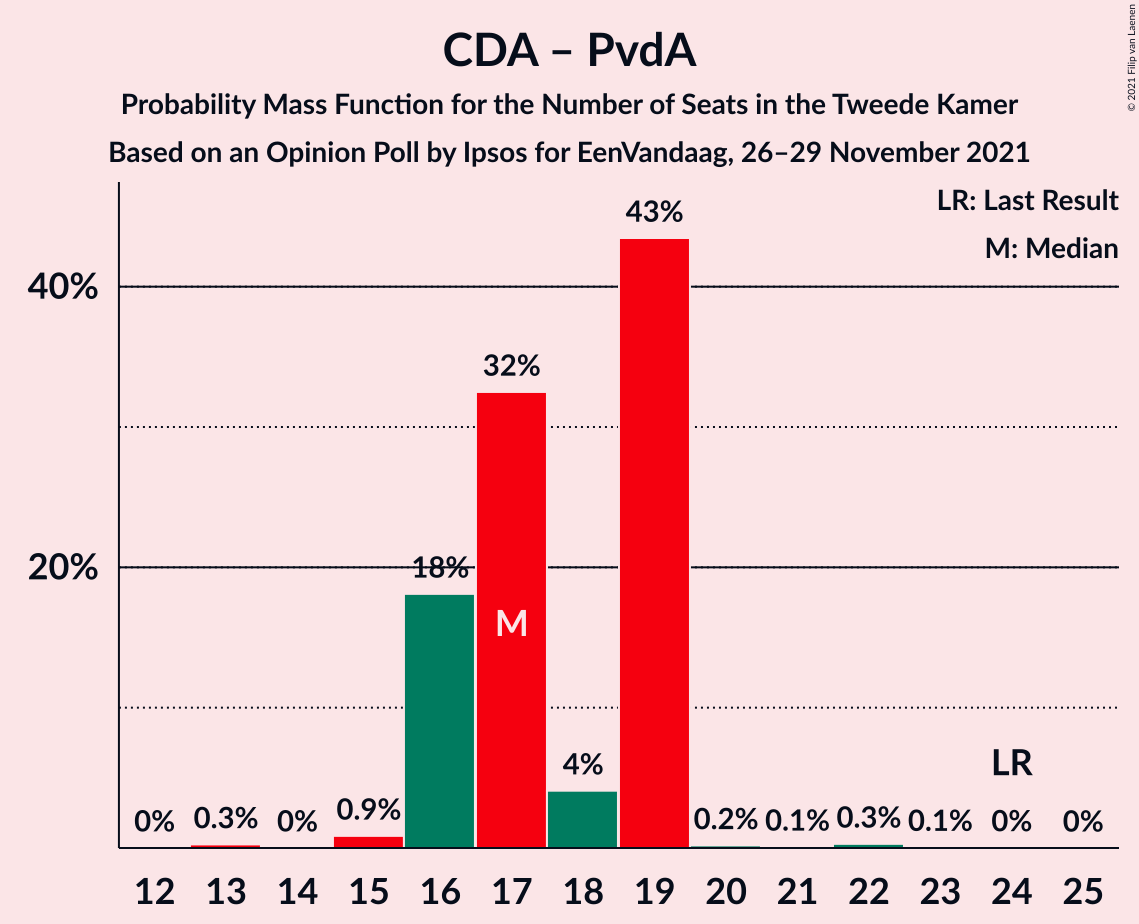 CDA – PvdA
Probability Mass Function for the Number of Seats in the Tweede Kamer
Based on an Opinion Poll by Ipsos for EenVandaag, 26–29 November 2021
© 2021 Filip van Laenen
LR: Last Result
M: Median
43%
40%
32%
20%
18%
M
4%
LR
0% 0.3% 0% 0.9% 0.2% 0.1% 0.3% 0.1% 0% 0%
12 13 14 15 16 17 18 19 20 21 22 23 24 25